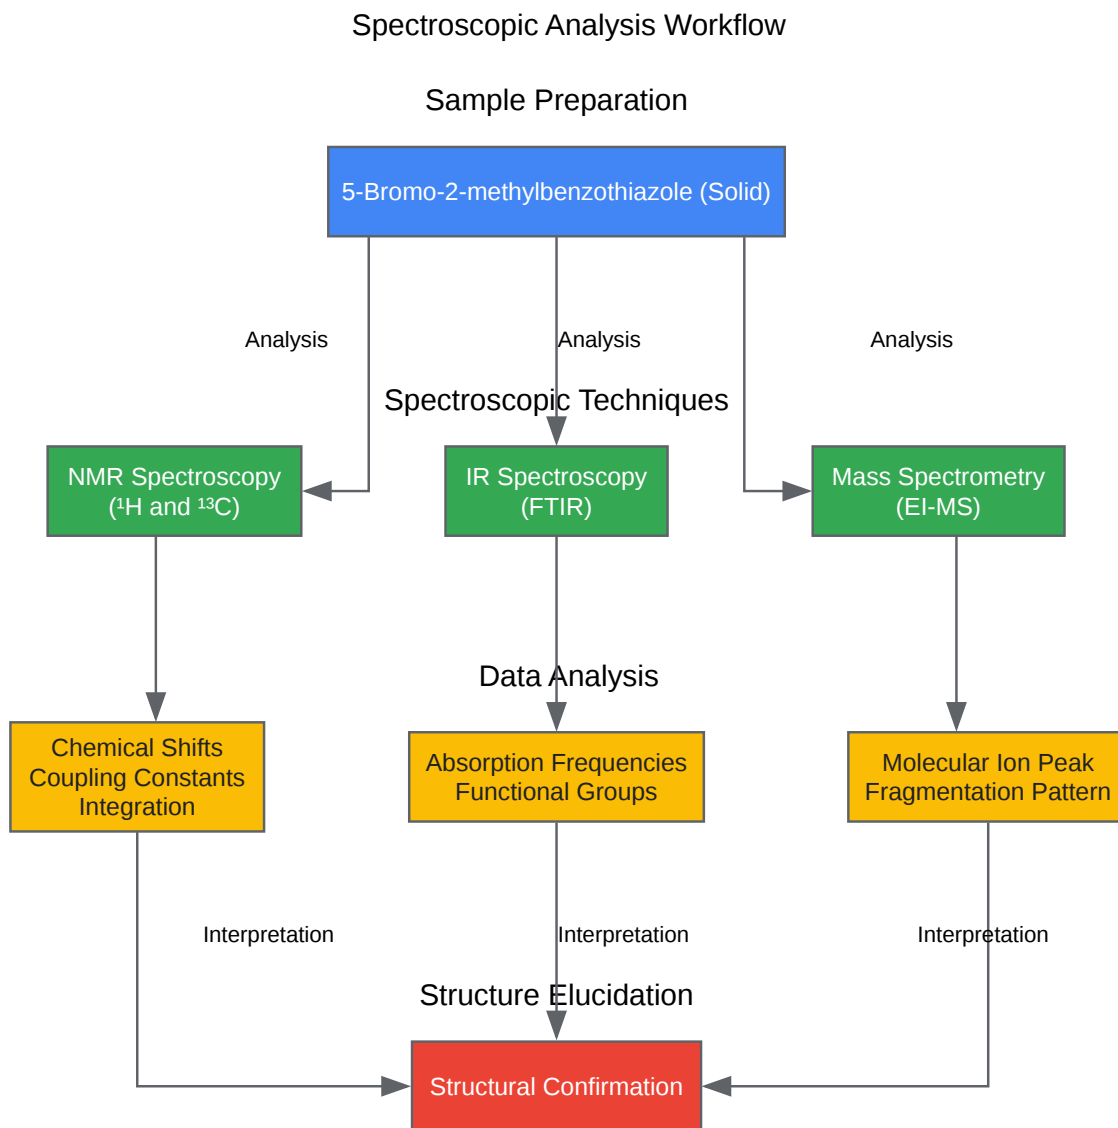 Spectroscopic Analysis Workflow
Sample Preparation
5-Bromo-2-methylbenzothiazole (Solid)
Analysis
Analysis
Analysis
Spectroscopic Techniques
NMR Spectroscopy
(¹H and ¹³C)
IR Spectroscopy
(FTIR)
Mass Spectrometry
(EI-MS)
Data Analysis
Chemical Shifts
Coupling Constants
Integration
Absorption Frequencies
Functional Groups
Molecular Ion Peak
Fragmentation Pattern
Interpretation
Interpretation
Interpretation
Structure Elucidation
Structural Confirmation